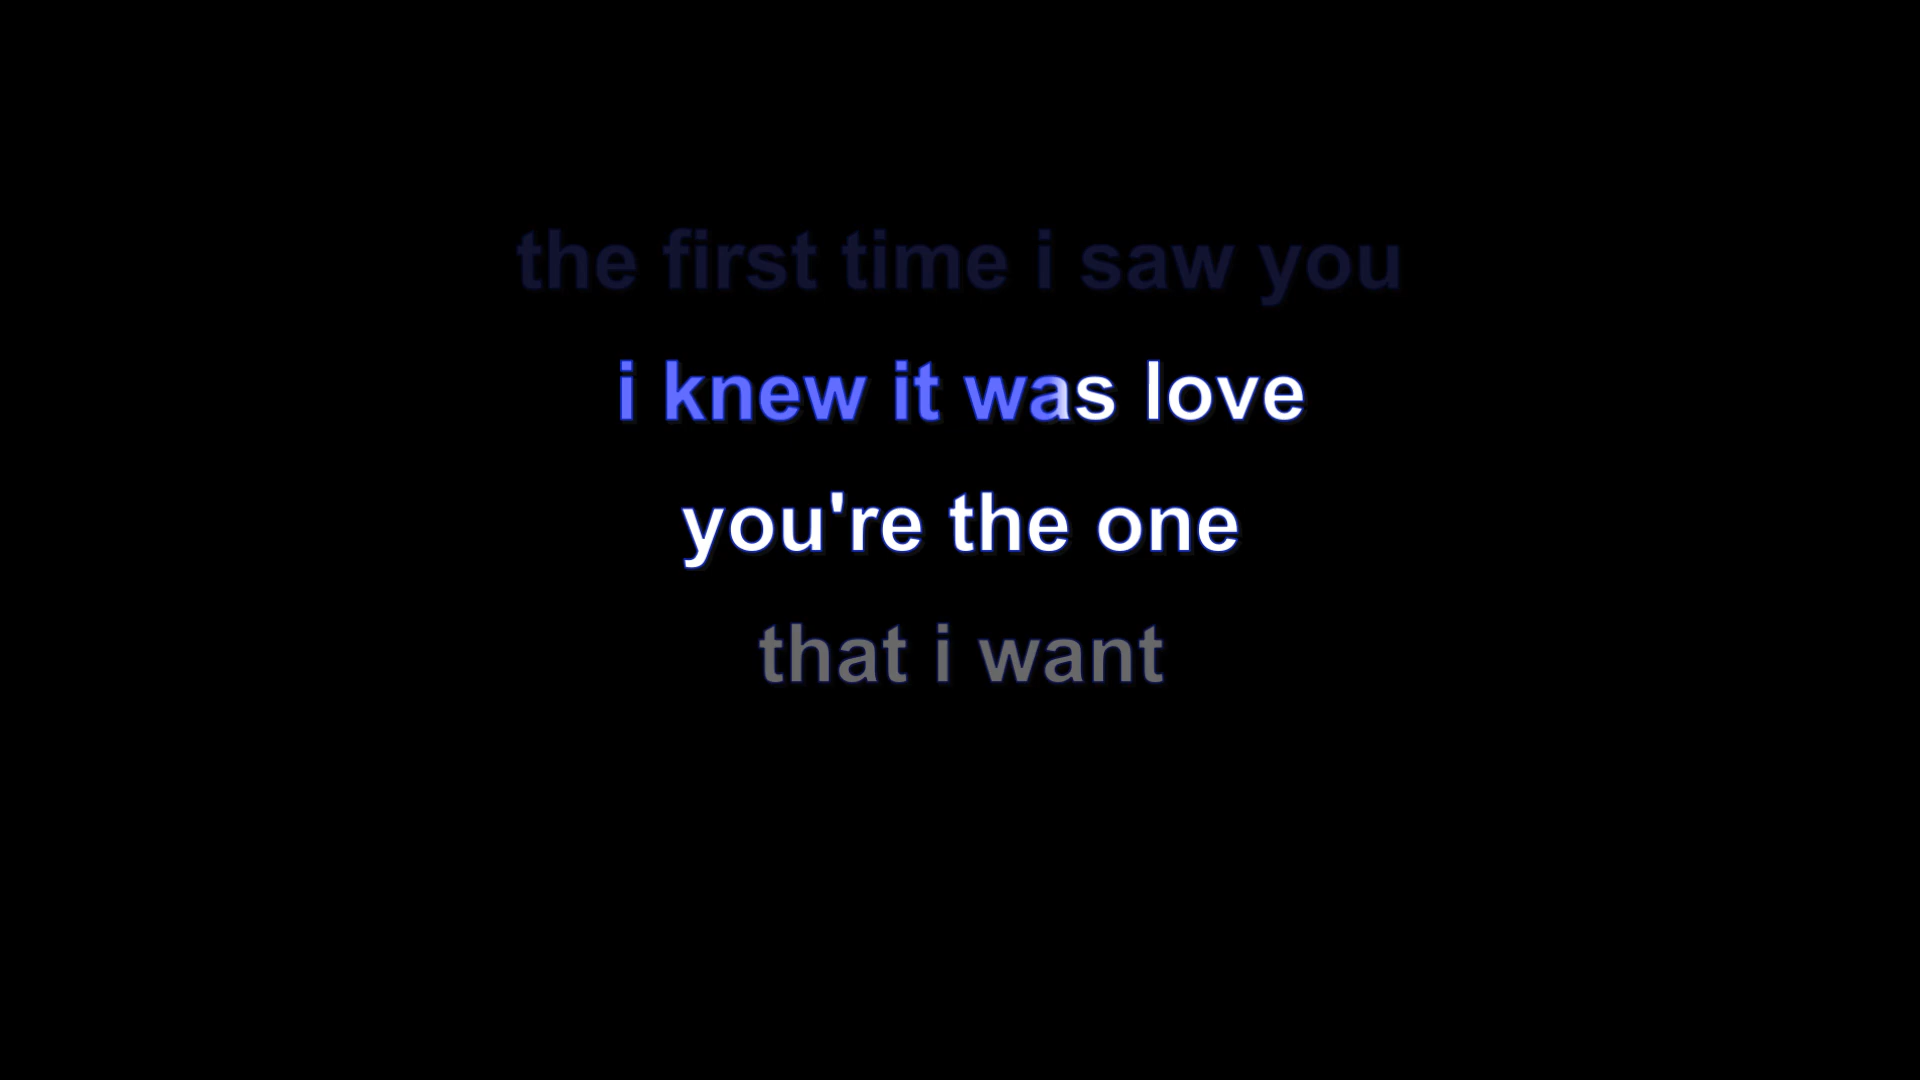 the first time i saw you
i knew it was love
you're the one
that i want